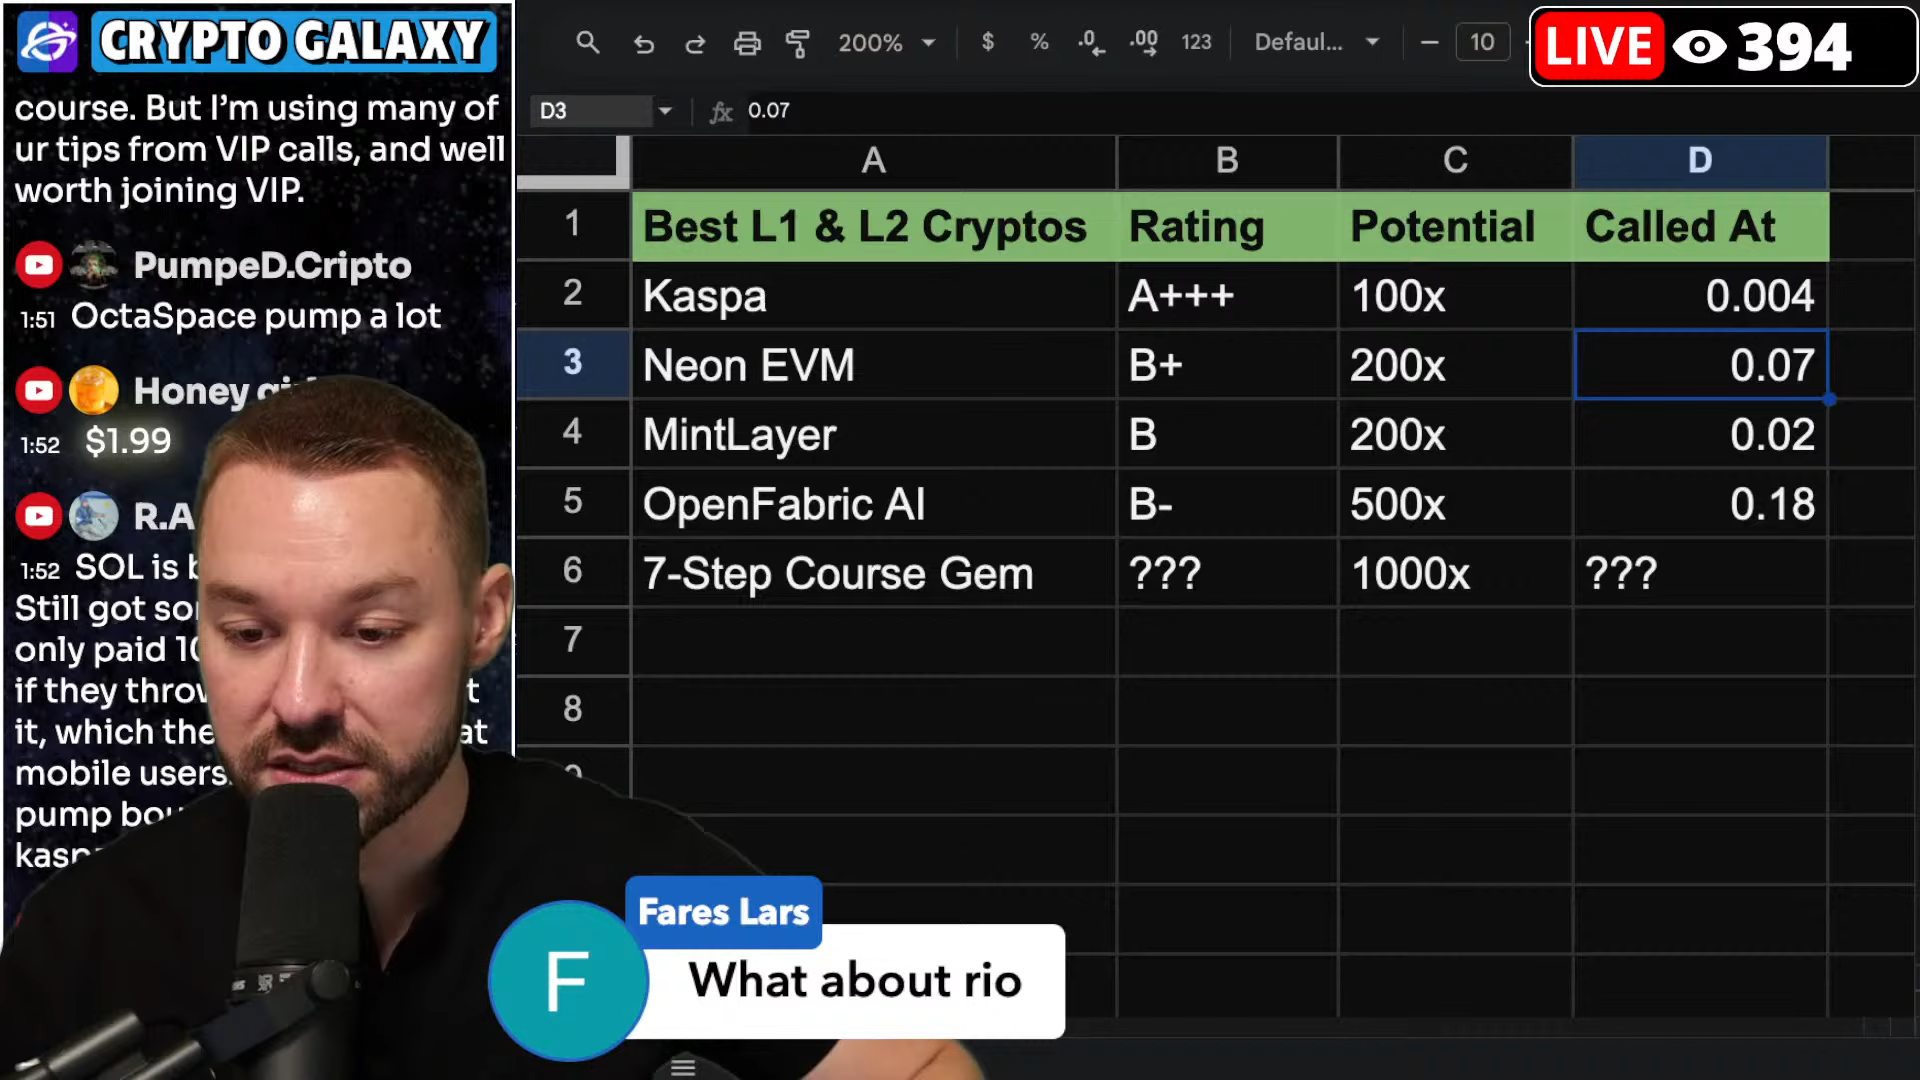 CRYPTO GALAXY
course. But I'm using many of
ur tips from VIP calls, and well
worth joining VIP.
PumpeD.Cripto
1:51 OctaSpace pump a lot
Honey
1:52 $1.99
1:52 SOL is
Still got
only paid
if they
it, which
mobile users
pump
200%
$ % .0 .00 123
Defaul...
10
LIVE 394
D3 fx 0.07
A B C D
1 Best L1 & L2 Cryptos Rating Potential Called At
2 Kaspa A+++ 100x 0.004
3 Neon EVM B+ 200x 0.07
4 MintLayer B 200x 0.02
5 OpenFabric AI B- 500x 0.18
6 7-Step Course Gem ??? 1000x ???
7
8
Fares Lars
F
What about rio